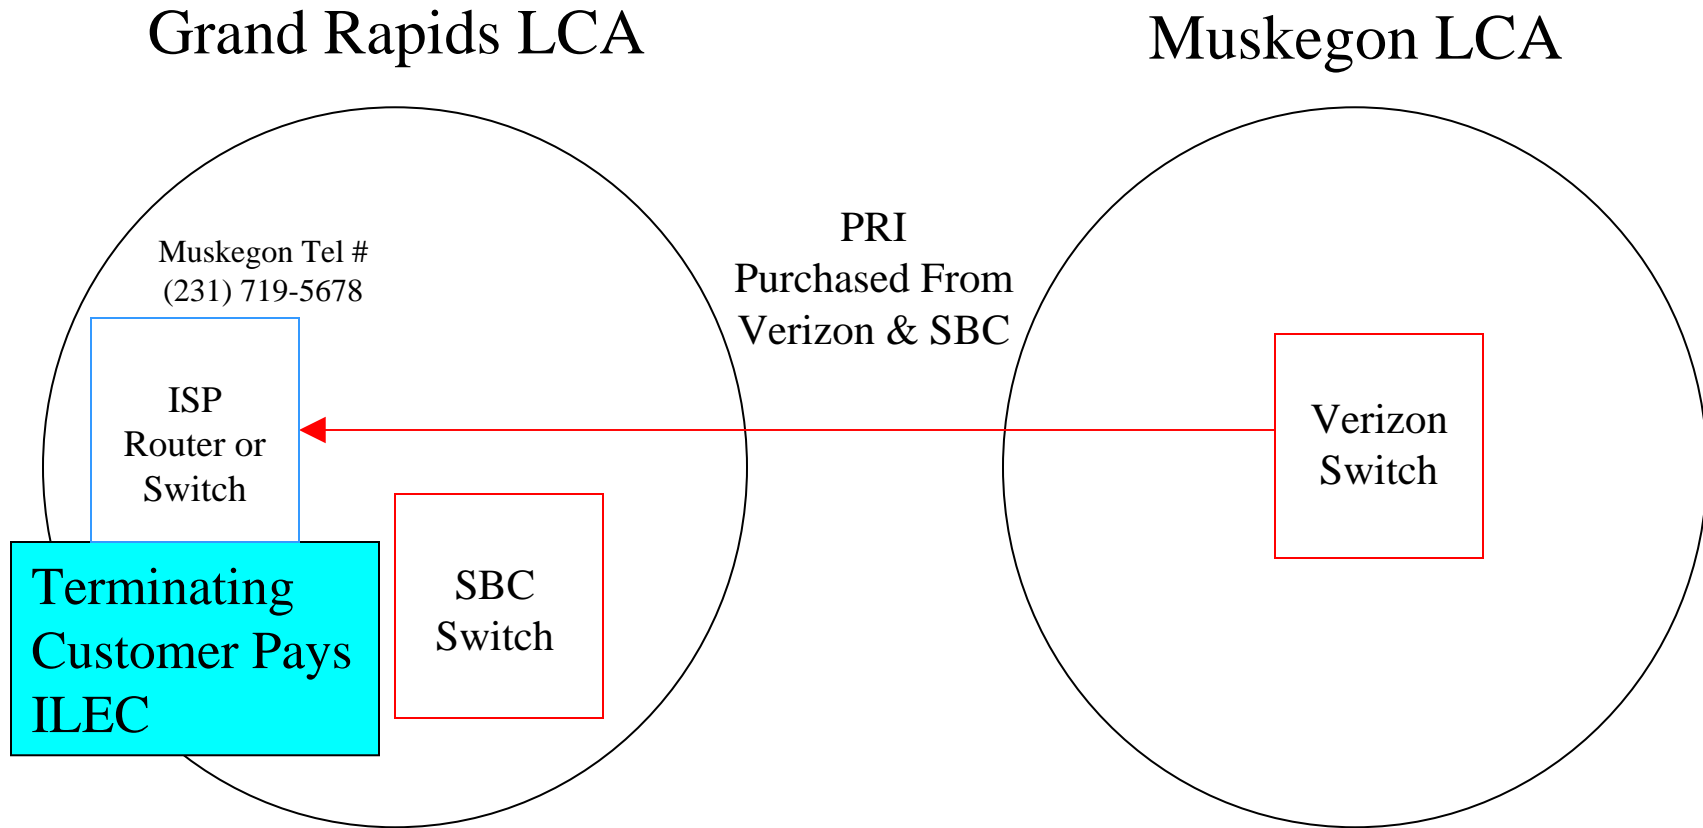 Grand Rapids LCA
Muskegon LCA
Muskegon Tel #
(231) 719-5678
PRI
Purchased From
Verizon & SBC
ISP
Router or
Switch
Verizon
Switch
SBC
Switch
Terminating
Customer Pays
ILEC